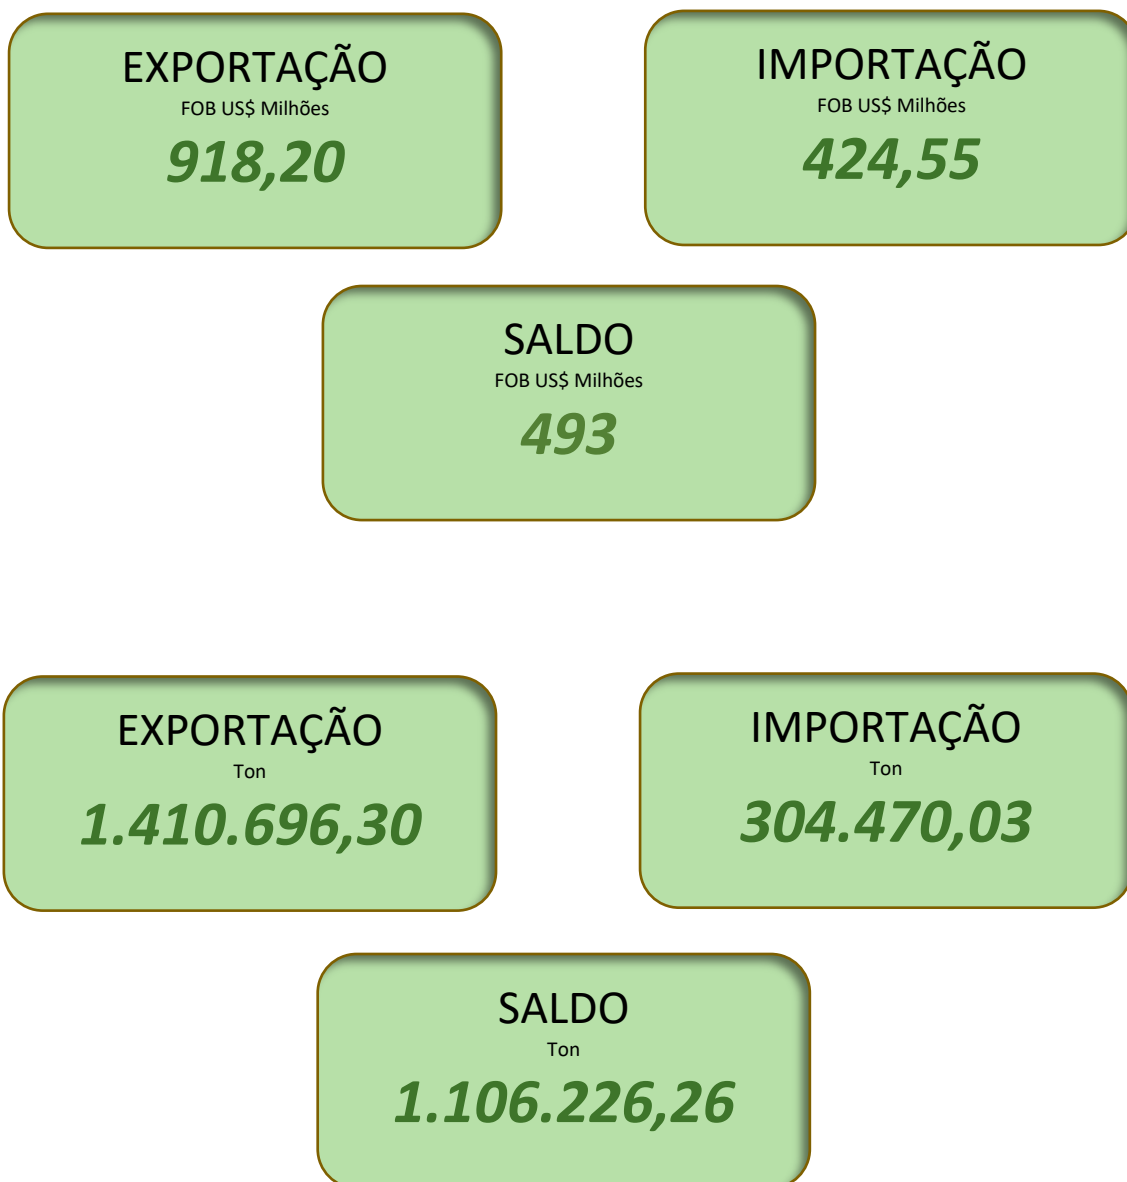 EXPORTAÇÃO
FOB US$ Milhões
918,20
IMPORTAÇÃO
FOB US$ Milhões
424,55
SALDO
FOB US$ Milhões
493
EXPORTAÇÃO
Ton
1.410.696,30
IMPORTAÇÃO
Ton
304.470,03
SALDO
Ton
1.106.226,26